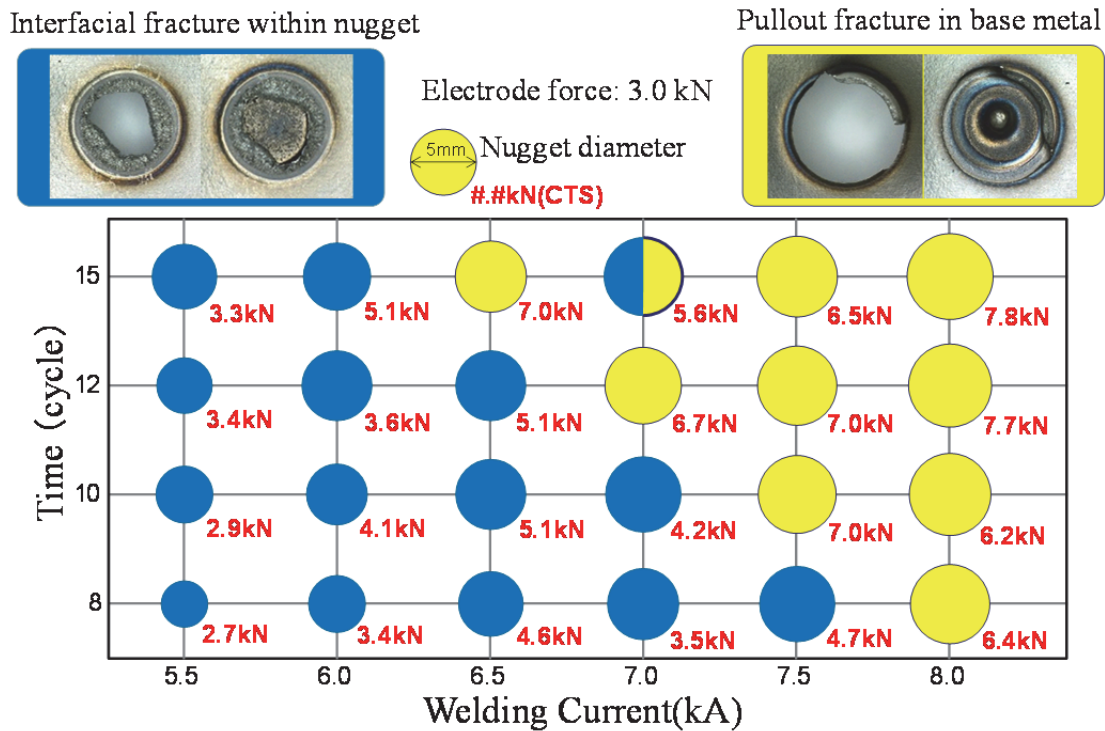 Interfacial fracture within nugget
Pullout fracture in base metal
Electrode force: 3.0 kN
5mm
Nugget diameter
#.#kN(CTS)
15
3.3kN 5.1kN 7.0kN 5.6kN 6.5kN 7.8kN
12
3.4kN 3.6kN 5.1kN 6.7kN 7.0kN 7.7kN
10
2.9kN 4.1kN 5.1kN 4.2kN 7.0kN 6.2kN
8
2.7kN 3.4kN 4.6kN 3.5kN 4.7kN 6.4kN
Time (cycle)
5.5 6.0 6.5 7.0 7.5 8.0
Welding Current(kA)